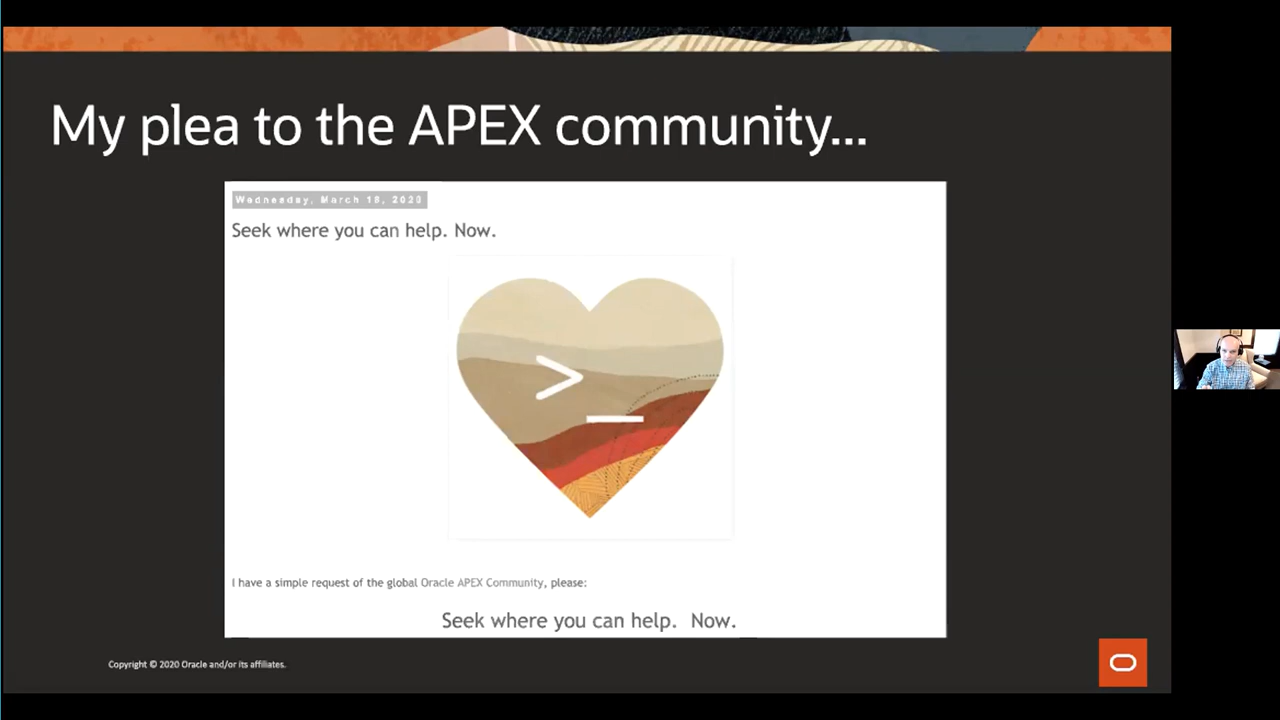 My plea to the APEX community...
Wednesday, March 18, 2020
Seek where you can help. Now.
>_
I have a simple request of the global Oracle APEX Community, please:
Seek where you can help. Now.
Copyright © 2020 Oracle and/or its affiliates.